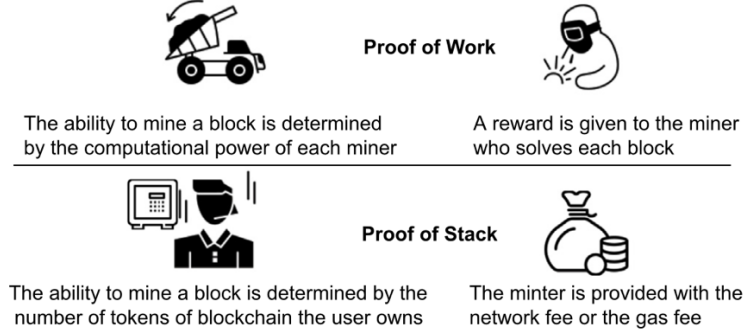 Proof of Work
The ability to mine a block is determined
by the computational power of each miner
A reward is given to the miner
who solves each block
Proof of Stack
The ability to mine a block is determined by the
number of tokens of blockchain the user owns
The minter is provided with the
network fee or the gas fee